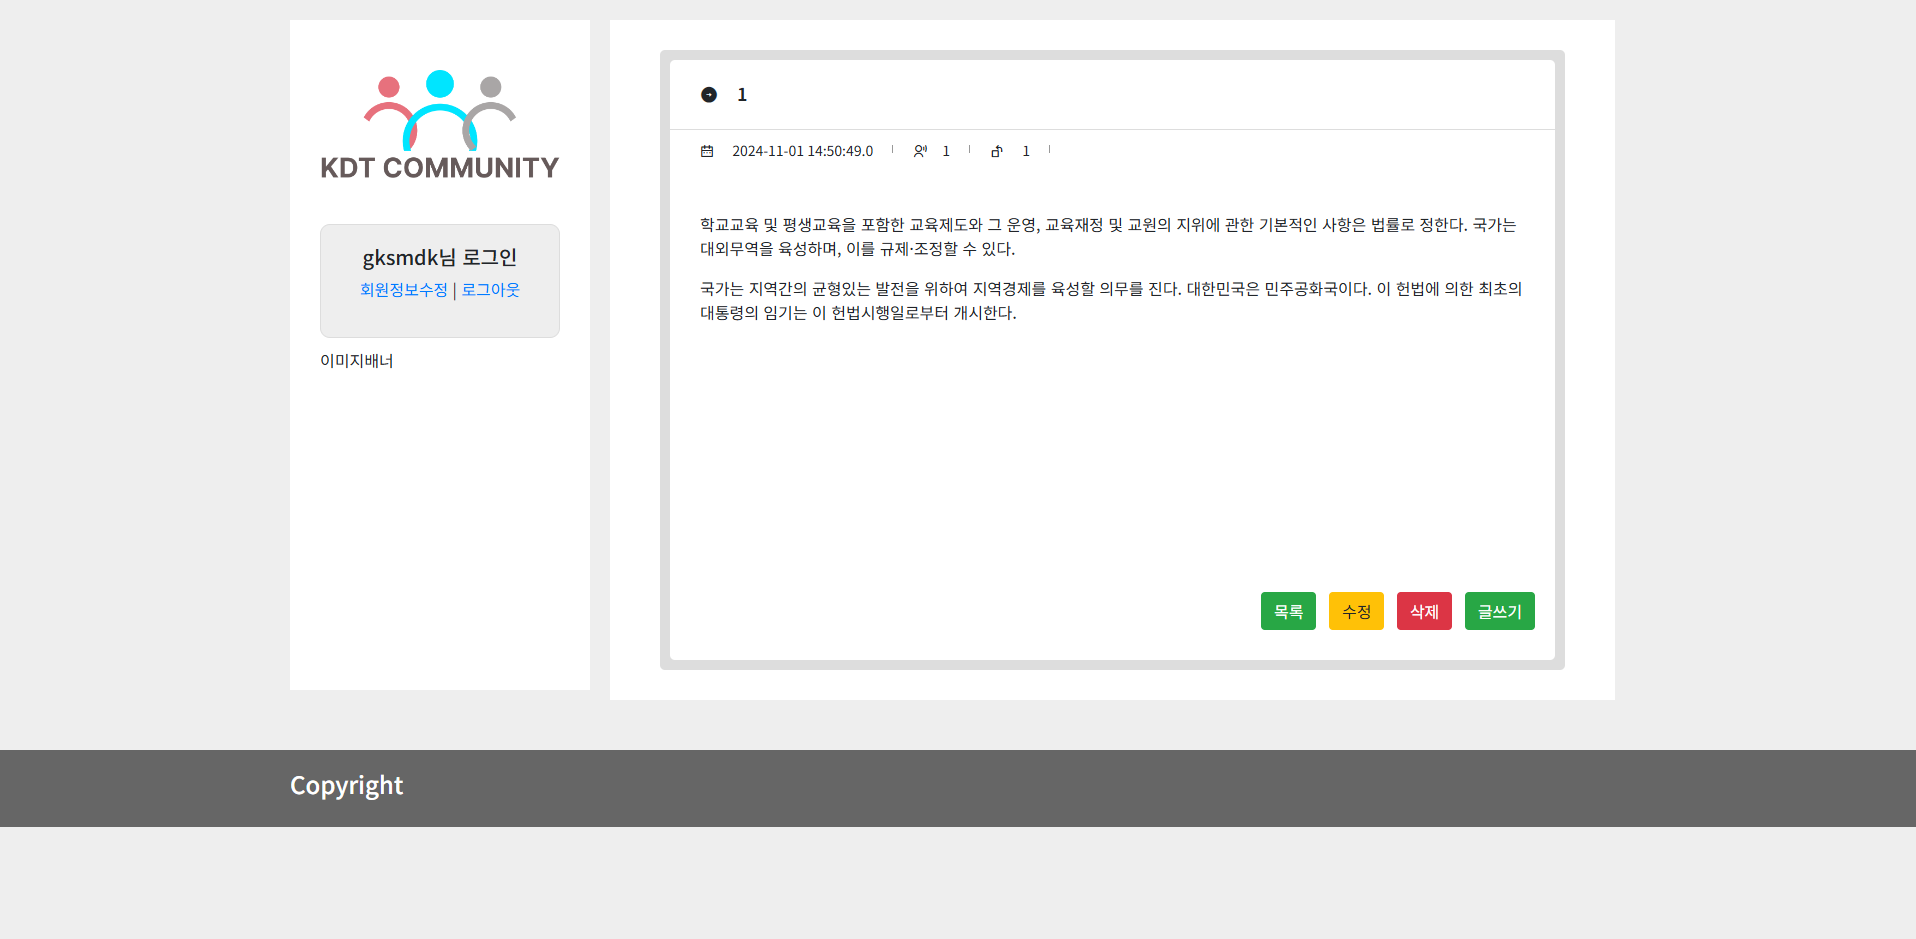 KDT COMMUNITY
gksmdk님 로그인
회원정보수정 | 로그아웃
이미지배너
1
2024-11-01 14:50:49.0 1 1
학교교육 및 평생교육을 포함한 교육제도와 그 운영, 교육재정 및 교원의 지위에 관한 기본적인 사항은 법률로 정한다. 국가는
대외무역을 육성하며, 이를 규제·조정할 수 있다.
국가는 지역간의 균형있는 발전을 위하여 지역경제를 육성할 의무를 진다. 대한민국은 민주공화국이다. 이 헌법에 의한 최초의
대통령의 임기는 이 헌법시행일로부터 개시한다.
목록 수정 삭제 글쓰기
Copyright